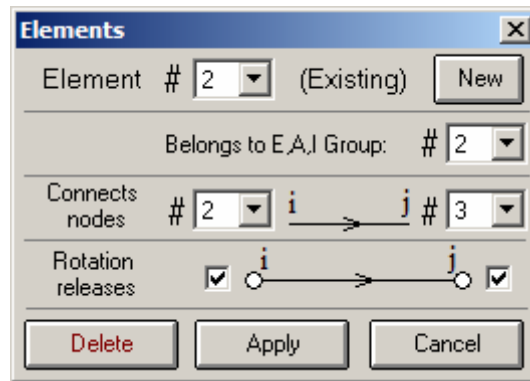 Elements
Element # 2 (Existing) New
Belongs to E,A,I Group: # 2
Connects nodes # 2 i j # 3
Rotation releases i j
Delete Apply Cancel